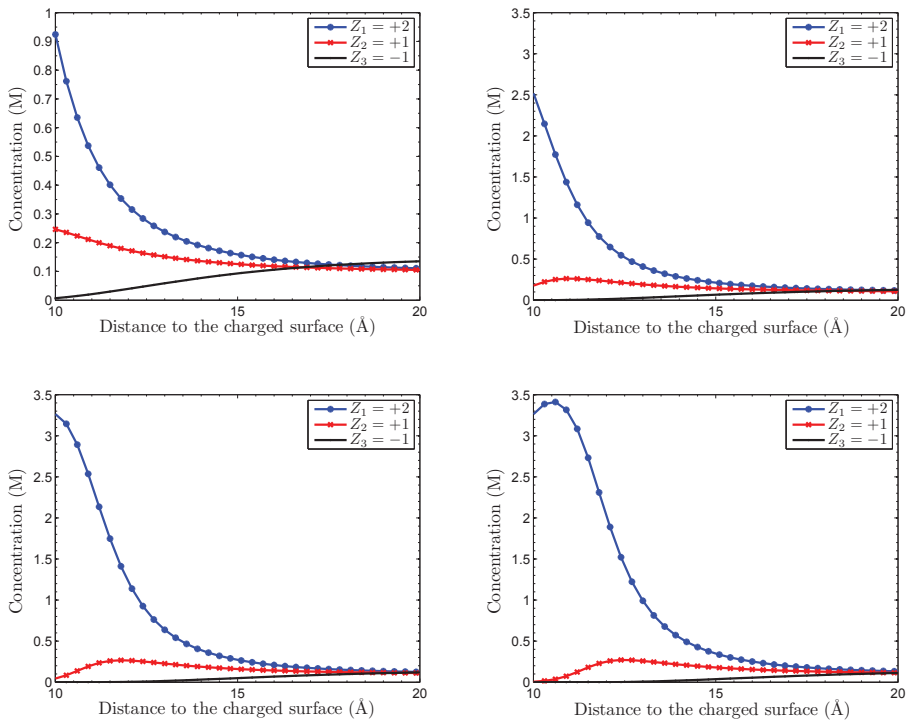 1
0.9
0.8
0.7
0.6
0.5
0.4
0.3
0.2
0.1
0
10 15 20
Concentration (M)
Distance to the charged surface (Å)
Z₁ = +2
Z₂ = +1
Z₃ = −1
3.5
3
2.5
2
1.5
1
0.5
0
10 15 20
Concentration (M)
Distance to the charged surface (Å)
Z₁ = +2
Z₂ = +1
Z₃ = −1
3.5
3
2.5
2
1.5
1
0.5
0
10 15 20
Concentration (M)
Distance to the charged surface (Å)
Z₁ = +2
Z₂ = +1
Z₃ = −1
3.5
3
2.5
2
1.5
1
0.5
0
10 15 20
Concentration (M)
Distance to the charged surface (Å)
Z₁ = +2
Z₂ = +1
Z₃ = −1